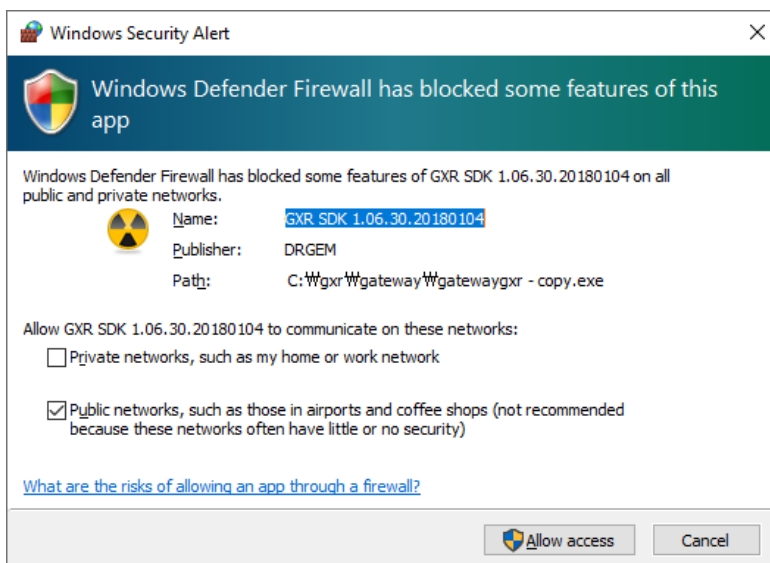 Windows Security Alert
Windows Defender Firewall has blocked some features of this
app
Windows Defender Firewall has blocked some features of GXR SDK 1.06.30.20180104 on all
public and private networks.
Name: GXR SDK 1.06.30.20180104
Publisher: DRGEM
Path: C:₩gxr₩gateway₩gatewaygxr - copy.exe
Allow GXR SDK 1.06.30.20180104 to communicate on these networks:
Private networks, such as my home or work network
Public networks, such as those in airports and coffee shops (not recommended
because these networks often have little or no security)
What are the risks of allowing an app through a firewall?
Allow access Cancel